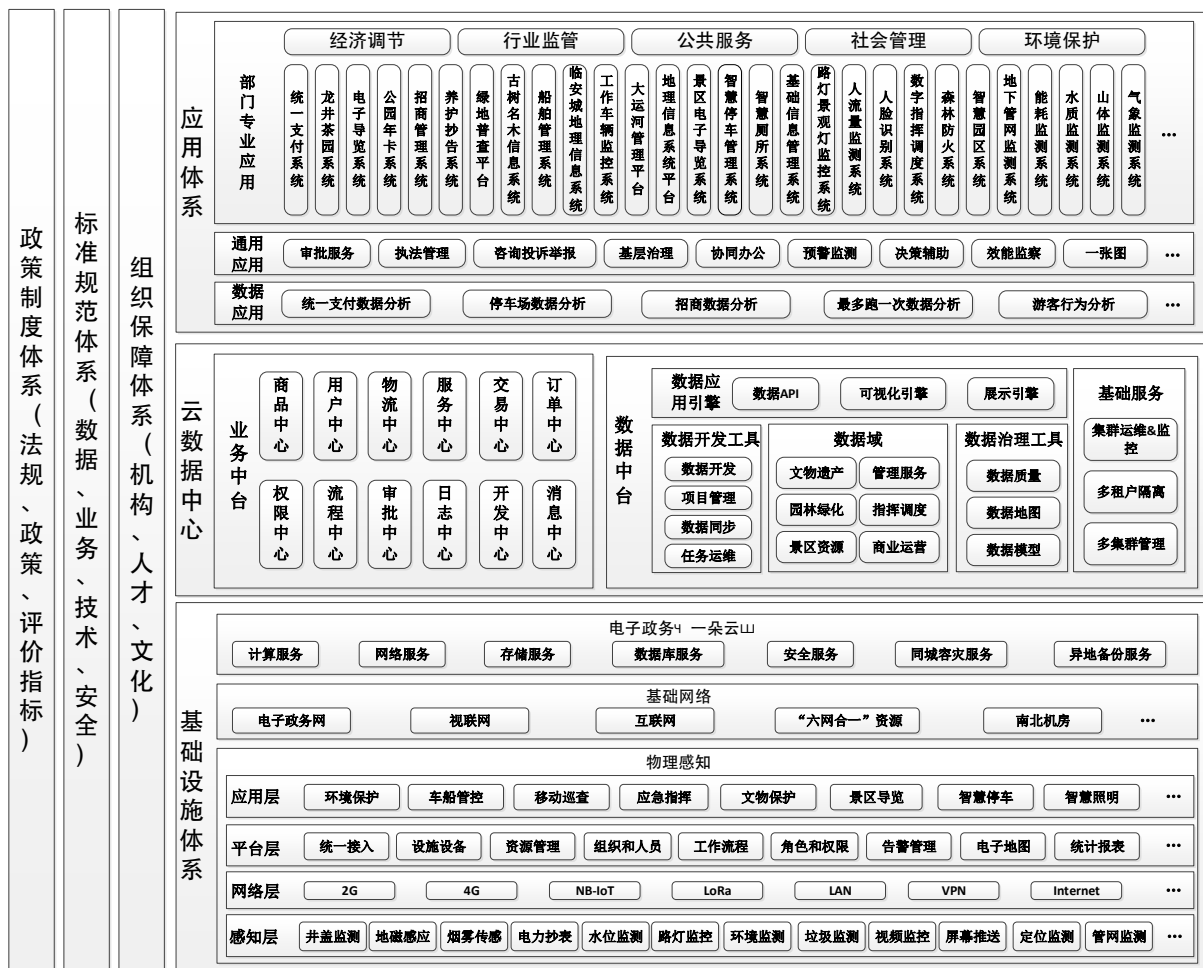 政策制度体系(法规、政策、评价指标)
标准规范体系(数据、业务、技术、安全)
组织保障体系(机构、人才、文化)
应用体系
部门专业应用
经济调节 行业监管 公共服务 社会管理 环境保护
统一支付系统
龙井茶园系统
电子导览系统
公园年卡系统
招商管理系统
养护抄告系统
绿地普查平台
古树名木信息系统
船舶管理系统
临安城地理信息系统
工作车辆监控系统
大运河管理平台
地理信息系统平台
景区电子导览系统
智慧停车管理系统
智慧厕所系统
基础信息管理系统
路灯景观灯监控系统
人流量监测系统
人脸识别系统
数字指挥调度系统
森林防火系统
智慧园区系统
地下管网监测系统
能耗监测系统
水质监测系统
山体监测系统
气象监测系统
...
通用应用
审批服务 执法管理 咨询投诉举报 基层治理 协同办公 预警监测 决策辅助 效能监察 一张图 ...
数据应用
统一支付数据分析 停车场数据分析 招商数据分析 最多跑一次数据分析 游客行为分析 ...
云数据中心
业务中台
商品中心
用户中心
物流中心
服务中心
交易中心
订单中心
权限中心
流程中心
审批中心
日志中心
开发中心
消息中心
数据中台
数据应用引擎
数据API 可视化引擎 展示引擎
数据开发工具
数据开发
项目管理
数据同步
任务运维
数据域
文物遗产 管理服务
园林绿化 指挥调度
景区资源 商业运营
数据治理工具
数据质量
数据地图
数据模型
基础服务
集群运维&监控
多租户隔离
多集群管理
基础设施体系
电子政务ч 一朵云山
计算服务 网络服务 存储服务 数据库服务 安全服务 同城容灾服务 异地备份服务
基础网络
电子政务网 视联网 互联网 “六网合一”资源 南北机房 ...
物理感知
应用层 环境保护 车船管控 移动巡查 应急指挥 文物保护 景区导览 智慧停车 智慧照明 ...
平台层 统一接入 设施设备 资源管理 组织和人员 工作流程 角色和权限 告警管理 电子地图 统计报表 ...
网络层 2G 4G NB-IoT LoRa LAN VPN Internet ...
感知层 井盖监测 地磁感应 烟雾传感 电力抄表 水位监测 路灯监控 环境监测 垃圾监测 视频监控 屏幕推送 定位监测 管网监测 ...